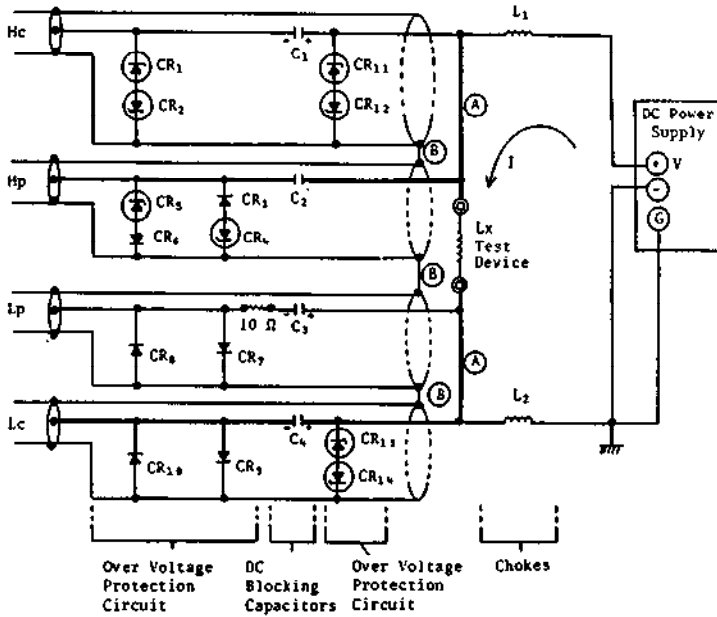 Hc
CR1
CR2
C1
- +
CR11
CR12
L1
A
B
I
DC Power
Supply
+ V
-
G
Hp
CR5
CR6
CR3
CR4
C2
Lx
Test
Device
B
Lp
CR8
CR7
10 Ω
- +
C3
A
B
Lc
CR10
CR9
- +
C4
CR13
CR14
L2
Over Voltage
Protection
Circuit
DC
Blocking
Capacitors
Over Voltage
Protection
Circuit
Chokes